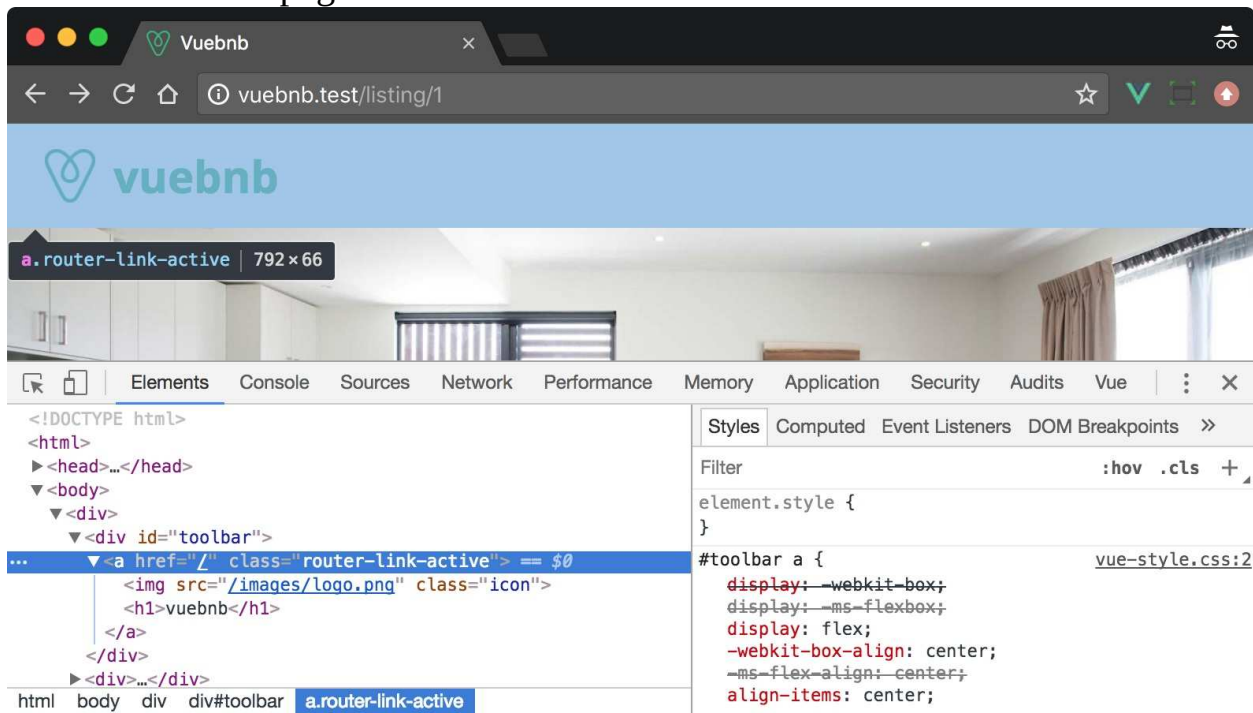 Vuebnb ×
vuebnb.test/listing/1
vuebnb
a.router-link-active | 792×66
Elements Console Sources Network Performance Memory Application Security Audits Vue
<!DOCTYPE html>
<html>
▶<head>…</head>
▼<body>
▼<div>
▼<div id="toolbar">
… ▼<a href="/" class="router-link-active"> == $0
<img src="/images/logo.png" class="icon">
<h1>vuebnb</h1>
</a>
</div>
▶<div>…</div>
html body div div#toolbar a.router-link-active
Styles Computed Event Listeners DOM Breakpoints »
Filter :hov .cls +
element.style {
}
#toolbar a { vue-style.css:2
display: -webkit-box;
display: -ms-flexbox;
display: flex;
-webkit-box-align: center;
-ms-flex-align: center;
align-items: center;